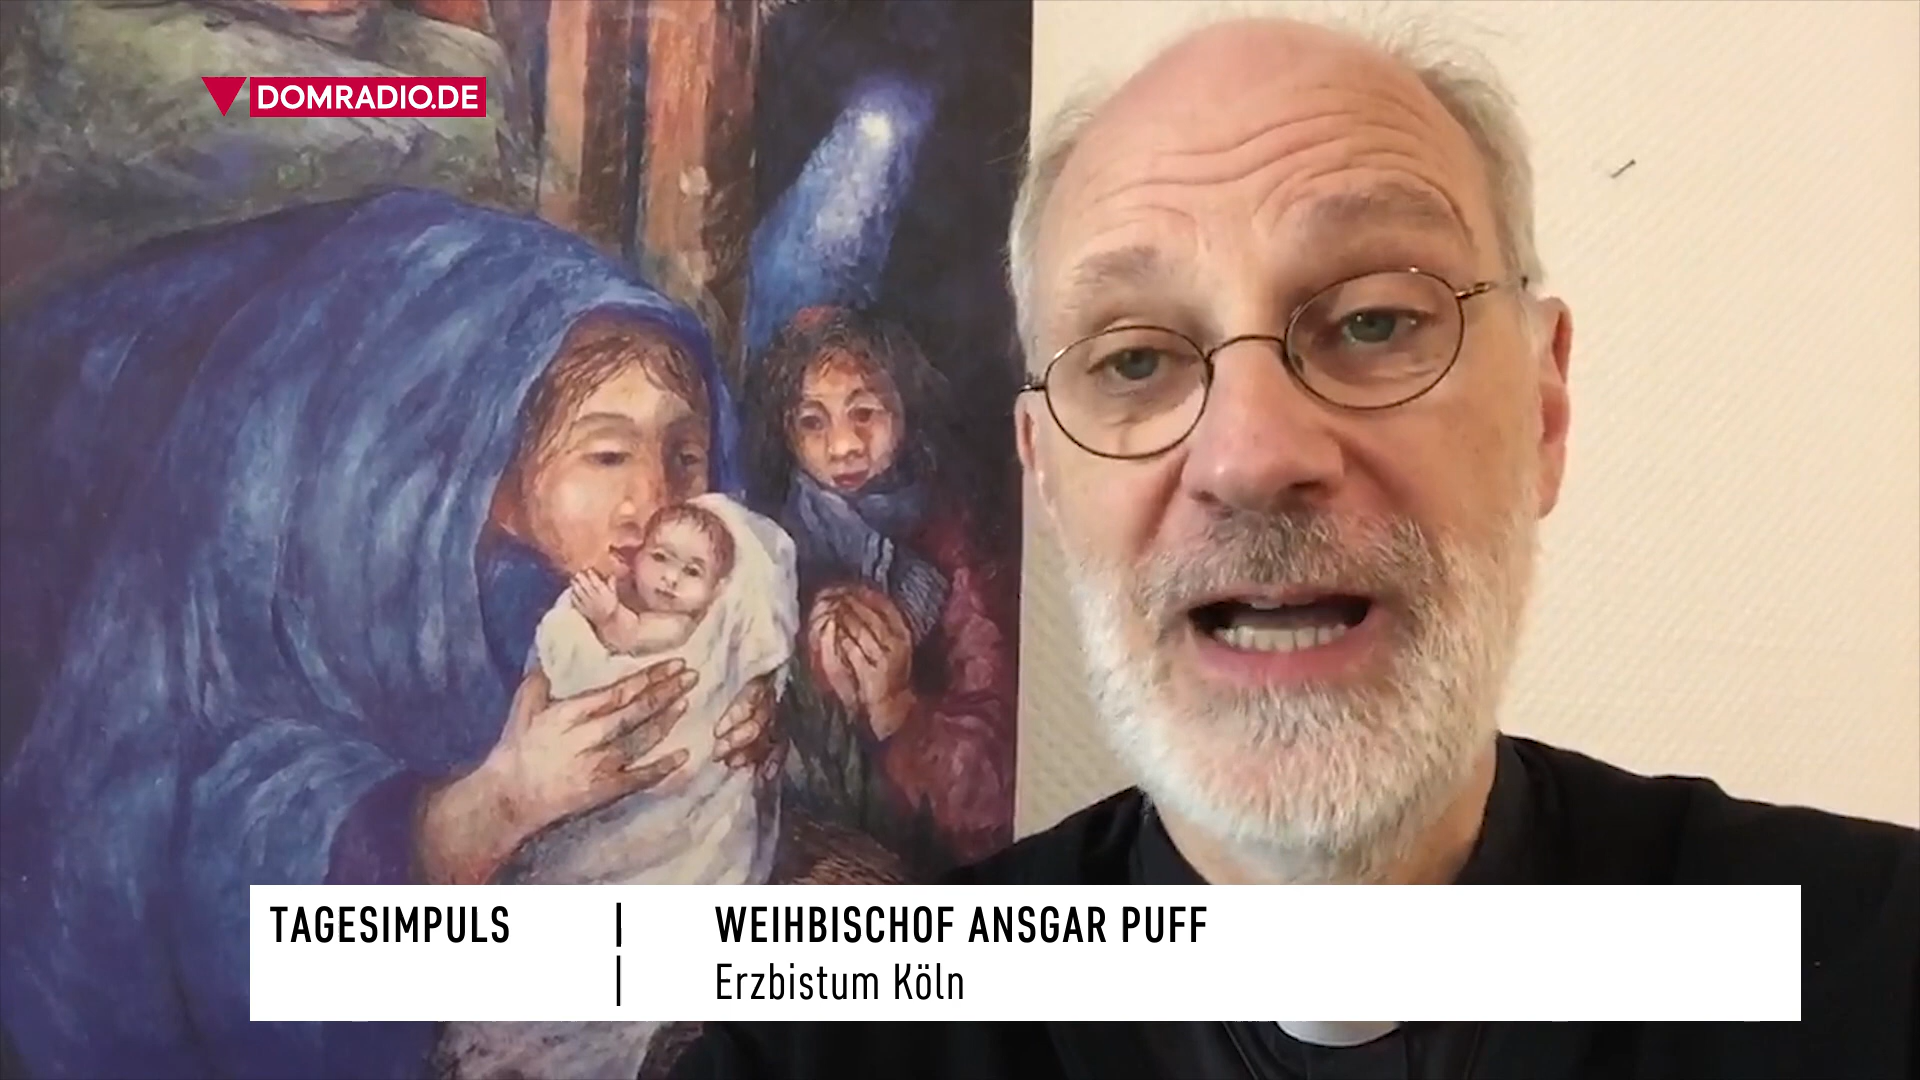 DOMRADIO.DE
TAGESIMPULS | WEIHBISCHOF ANSGAR PUFF
| Erzbistum Köln